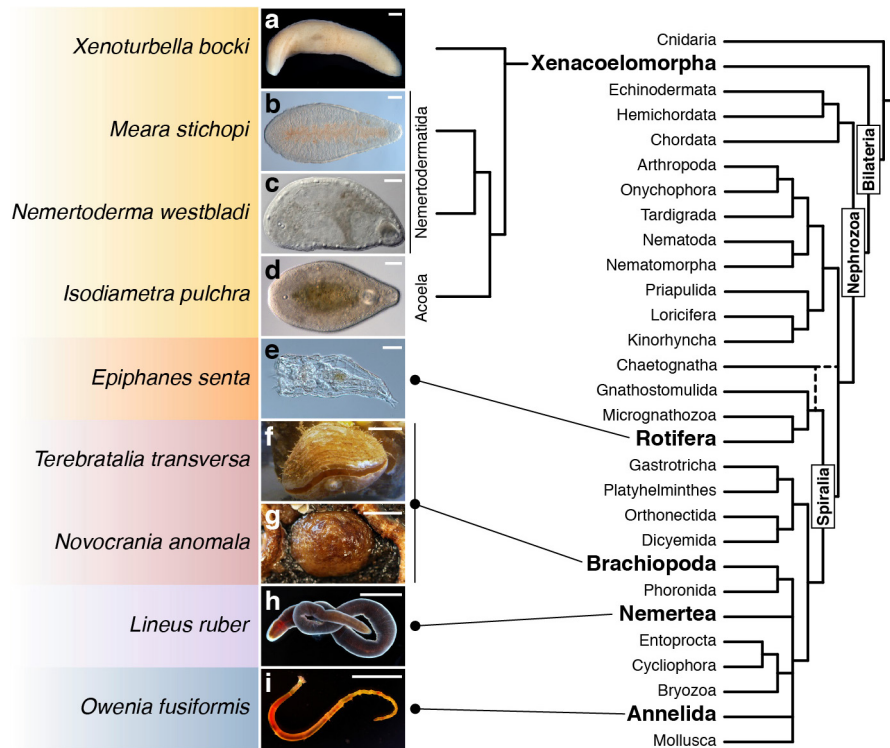 Xenoturbella bocki
a
Meara stichopi
b
Nemertoderma westbladi
c
Isodiametra pulchra
d
Epiphanes senta
e
Terebratalia transversa
f
Novocrania anomala
g
Lineus ruber
h
Owenia fusiformis
i
Nemertodermatida
Acoela
Cnidaria
Xenacoelomorpha
Echinodermata
Hemichordata
Chordata
Arthropoda
Onychophora
Tardigrada
Nematoda
Nematomorpha
Priapulida
Loricifera
Kinorhyncha
Chaetognatha
Gnathostomulida
Micrognathozoa
Rotifera
Gastrotricha
Platyhelminthes
Orthonectida
Dicyemida
Brachiopoda
Phoronida
Nemertea
Entoprocta
Cycliophora
Bryozoa
Annelida
Mollusca
Bilateria
Nephrozoa
Spiralia